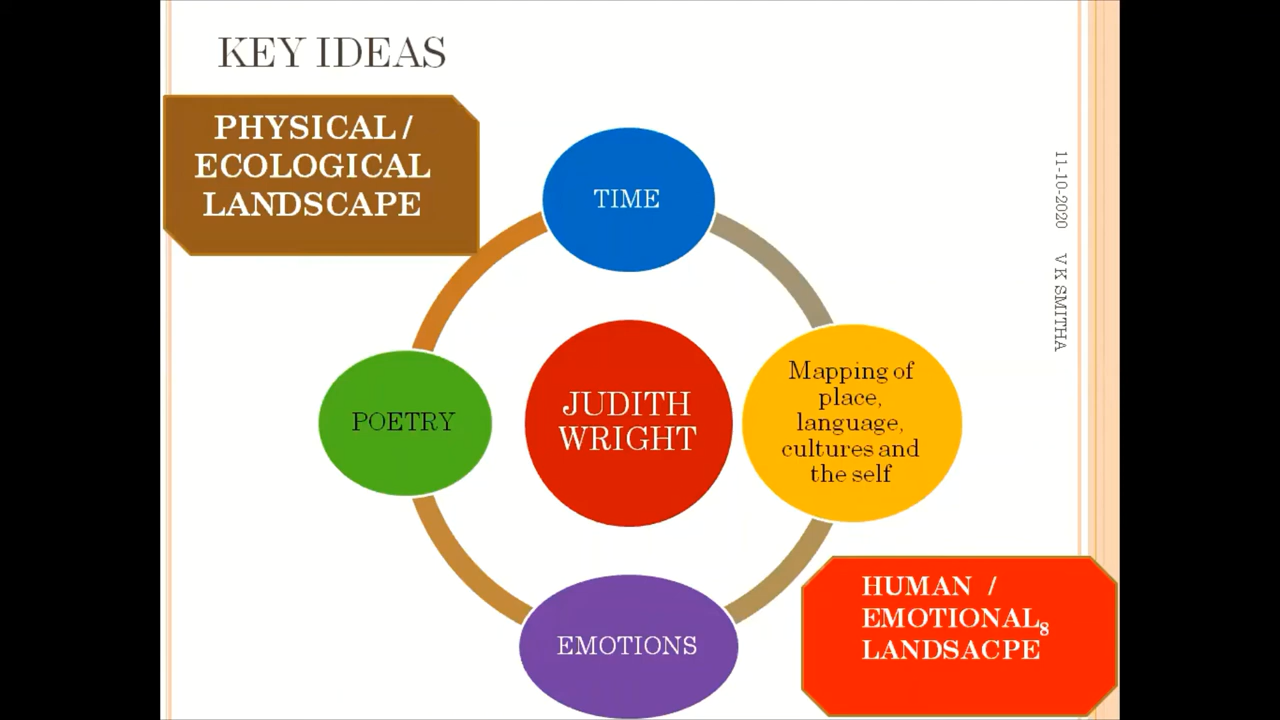 KEY IDEAS
PHYSICAL /
ECOLOGICAL
LANDSCAPE
TIME
11-10-2020 V K SMITHA
POETRY
JUDITH
WRIGHT
Mapping of
place,
language,
cultures and
the self
EMOTIONS
HUMAN /
EMOTIONAL
LANDSACPE
8